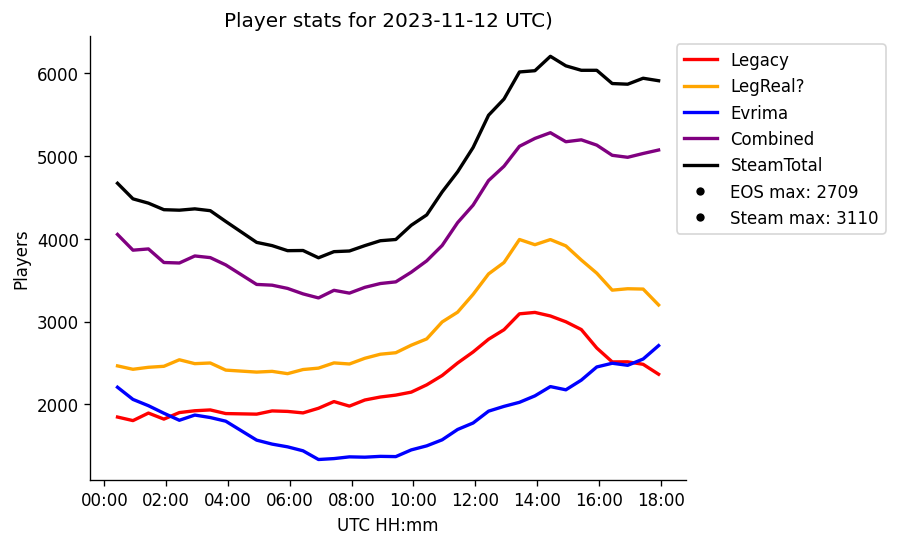 Player stats for 2023-11-12 UTC)
Legacy
LegReal?
Evrima
Combined
SteamTotal
EOS max: 2709
Steam max: 3110
Players
6000
5000
4000
3000
2000
00:00 02:00 04:00 06:00 08:00 10:00 12:00 14:00 16:00 18:00
UTC HH:mm